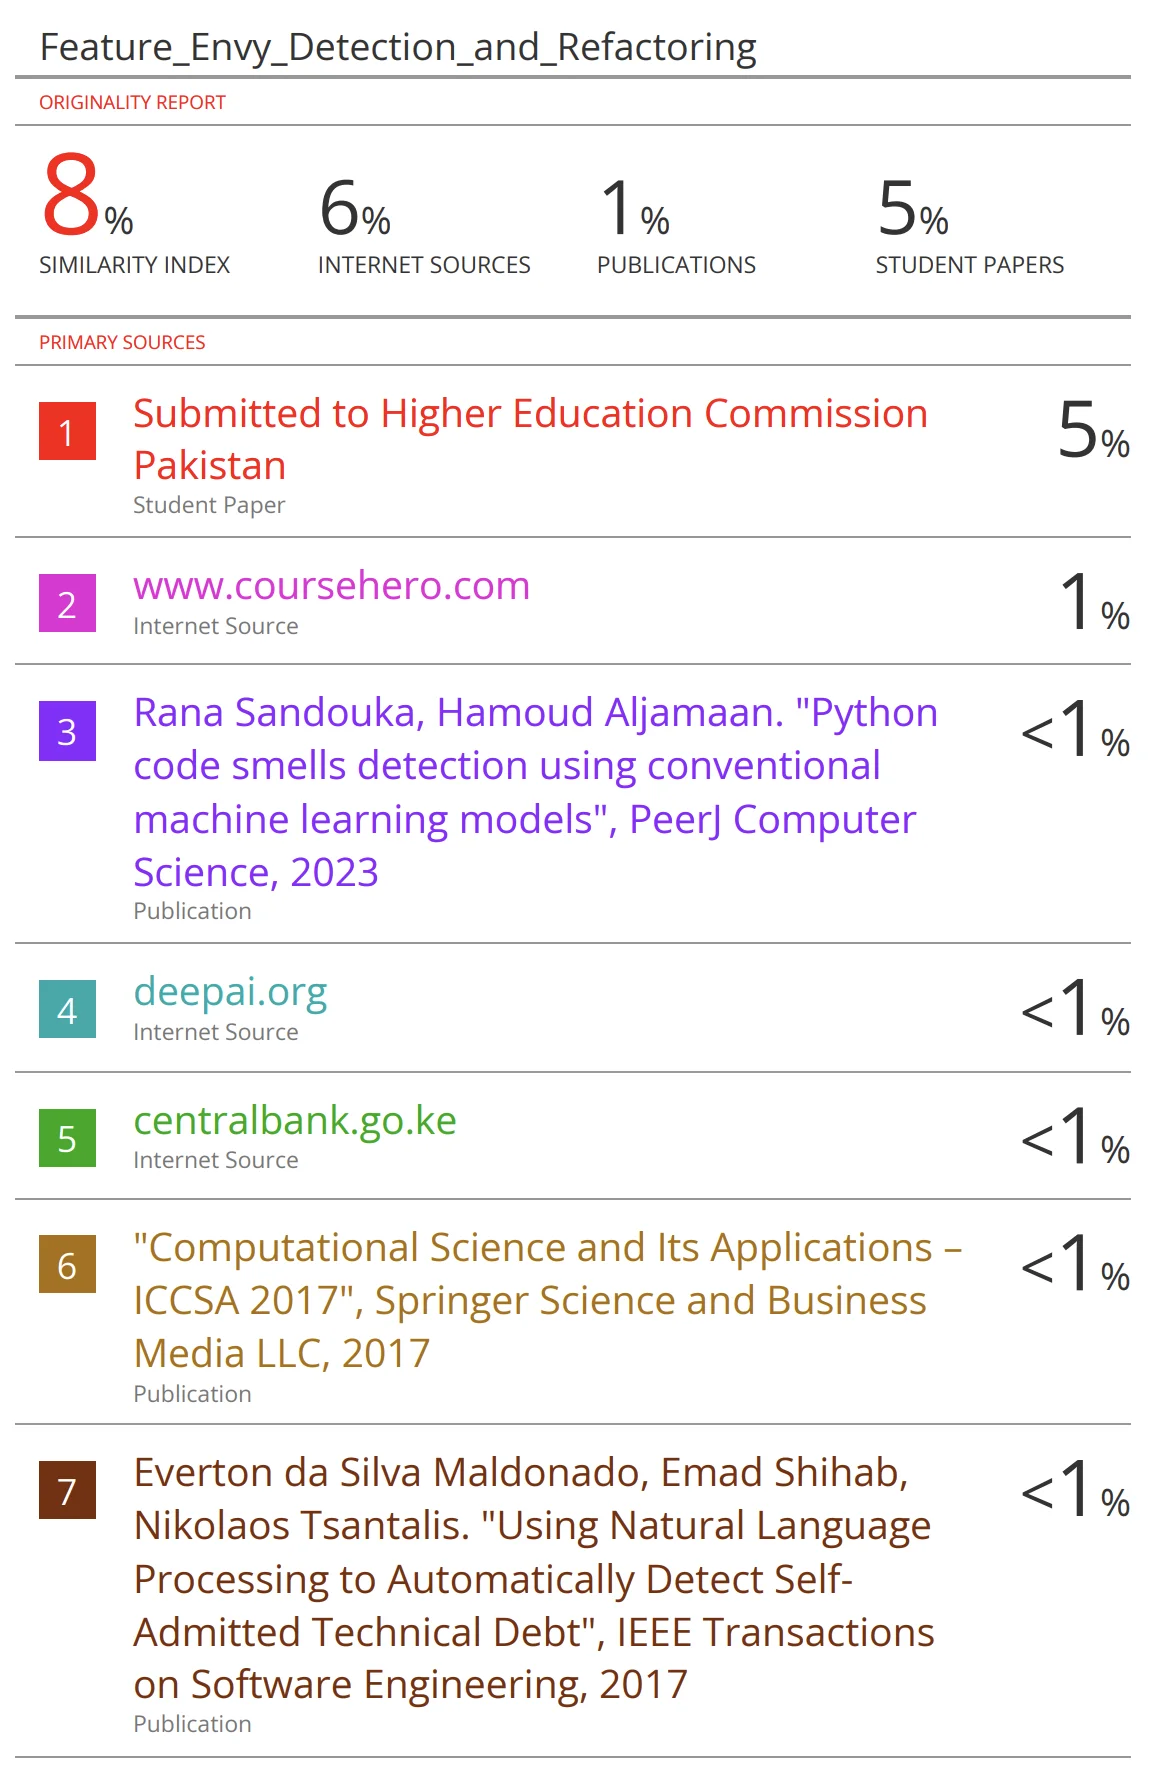 Feature_Envy_Detection_and_Refactoring
ORIGINALITY REPORT
8% 6% 1% 5%
SIMILARITY INDEX INTERNET SOURCES PUBLICATIONS STUDENT PAPERS
PRIMARY SOURCES
1 Submitted to Higher Education Commission 5%
Pakistan
Student Paper
2 www.coursehero.com 1%
Internet Source
3 Rana Sandouka, Hamoud Aljamaan. "Python <1%
code smells detection using conventional
machine learning models", PeerJ Computer
Science, 2023
Publication
4 deepai.org <1%
Internet Source
5 centralbank.go.ke <1%
Internet Source
6 "Computational Science and Its Applications – <1%
ICCSA 2017", Springer Science and Business
Media LLC, 2017
Publication
7 Everton da Silva Maldonado, Emad Shihab, <1%
Nikolaos Tsantalis. "Using Natural Language
Processing to Automatically Detect Self-
Admitted Technical Debt", IEEE Transactions
on Software Engineering, 2017
Publication